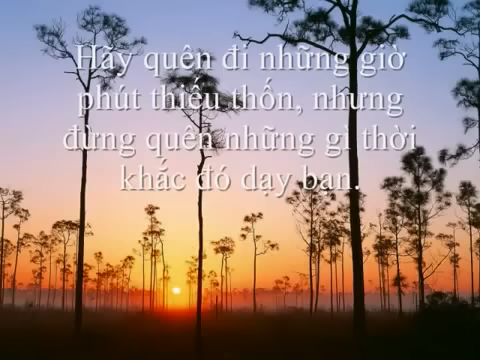 Hãy quên đi những giờ
phút thiếu thốn, nhưng
đừng quên những gì thời
khắc đó dạy bạn.